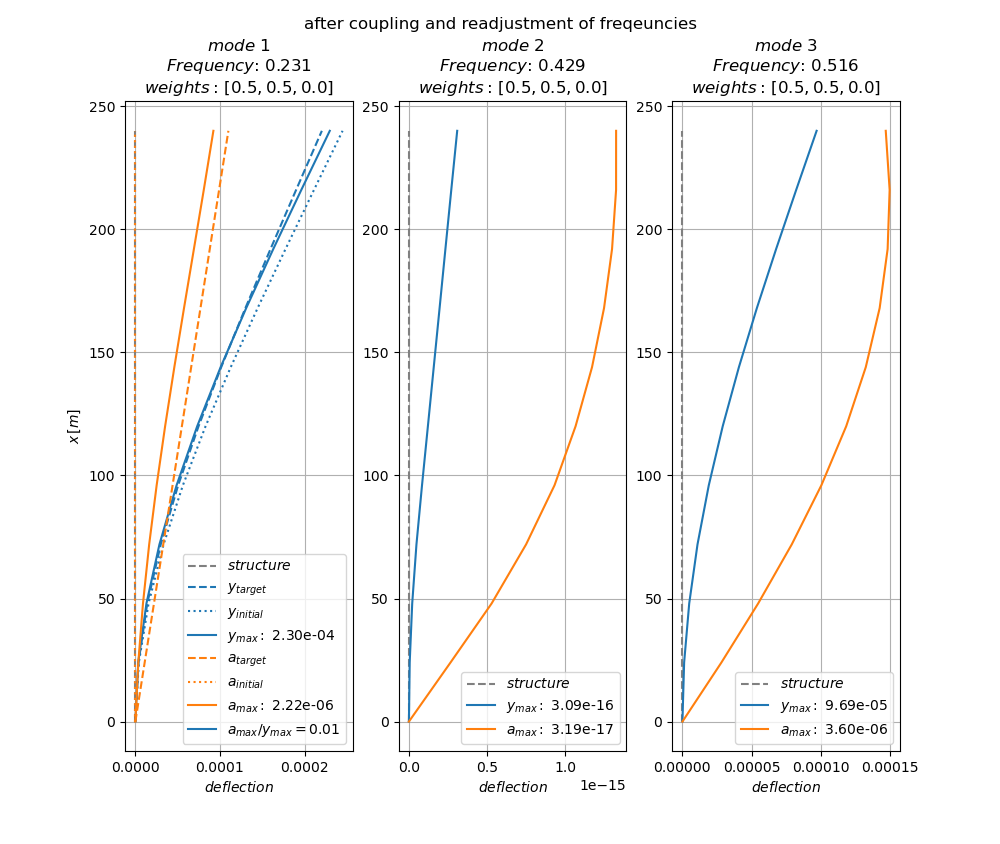 after coupling and readjustment of freqeuncies
mode 1
Frequency: 0.231
weights: [0.5, 0.5, 0.0]
250
200
150
100
50
0
x [m]
0.0000 0.0001 0.0002
deflection
structure
y_target
y_initial
y_max: 2.30e-04
a_target
a_initial
a_max: 2.22e-06
a_max/y_max = 0.01
mode 2
Frequency: 0.429
weights: [0.5, 0.5, 0.0]
250
200
150
100
50
0
0.0 0.5 1.0
deflection 1e−15
structure
y_max: 3.09e-16
a_max: 3.19e-17
mode 3
Frequency: 0.516
weights: [0.5, 0.5, 0.0]
250
200
150
100
50
0
0.00000 0.00005 0.00010 0.00015
deflection
structure
y_max: 9.69e-05
a_max: 3.60e-06